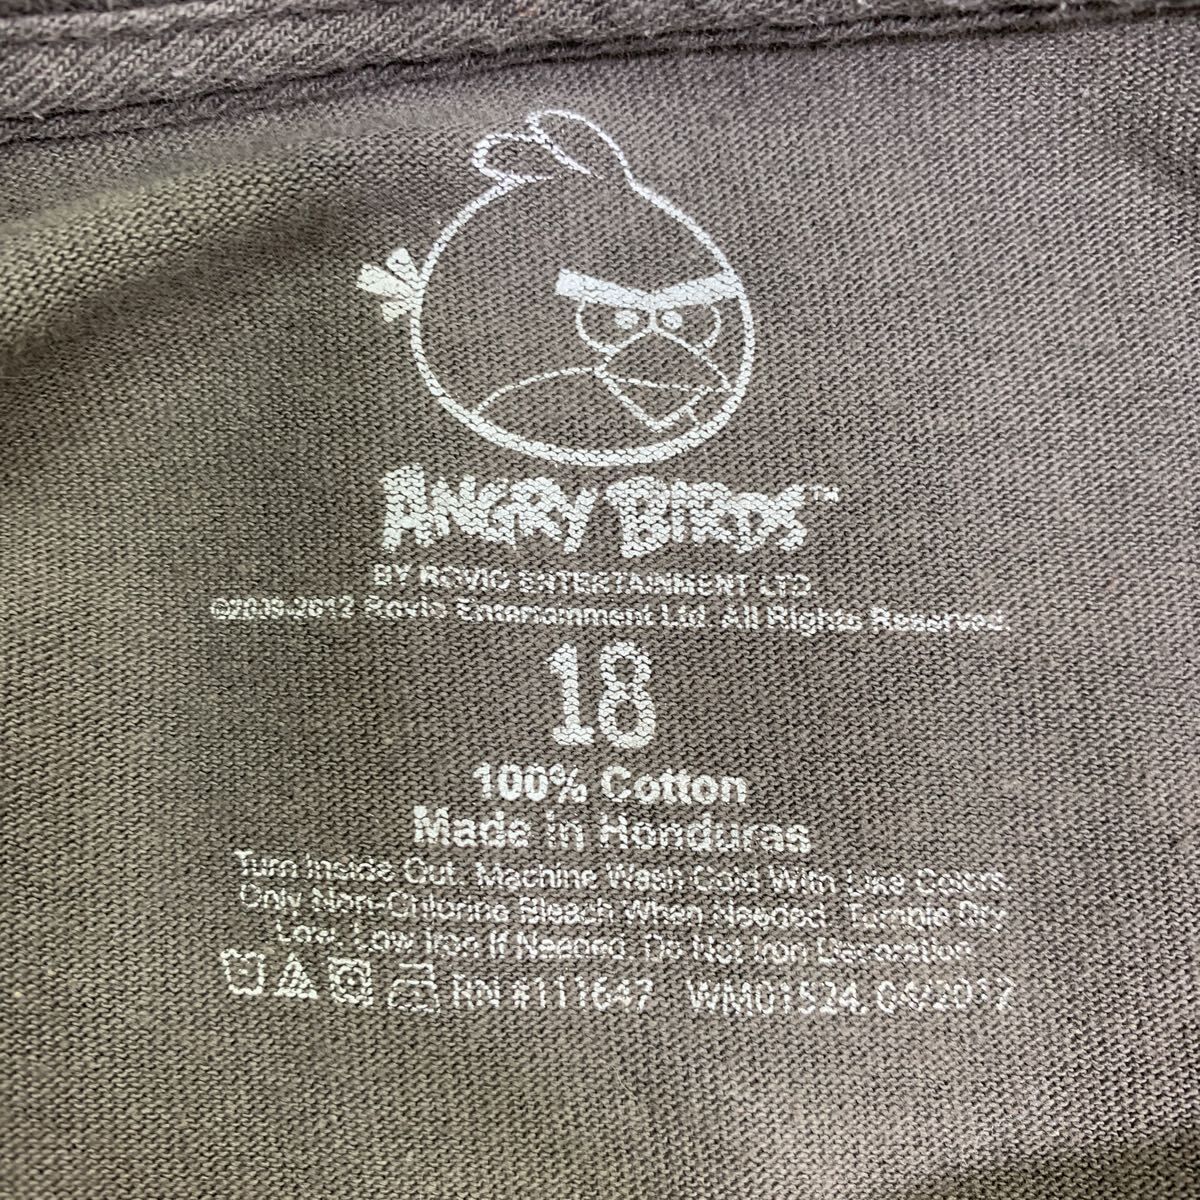 ANGRY BIRDS™
BY ROVIO ENTERTAINMENT LTD.
©2009-2012 Rovio Entertainment Ltd. All Rights Reserved.
18
100% Cotton
Made in Honduras
Turn Inside Out. Machine Wash Cold With Like Colors.
Only Non-Chlorine Bleach When Needed. Tumble Dry
Low. Low Iron If Needed. Do Not Iron Decoration.
RN #111647 WM01524, 04/2012